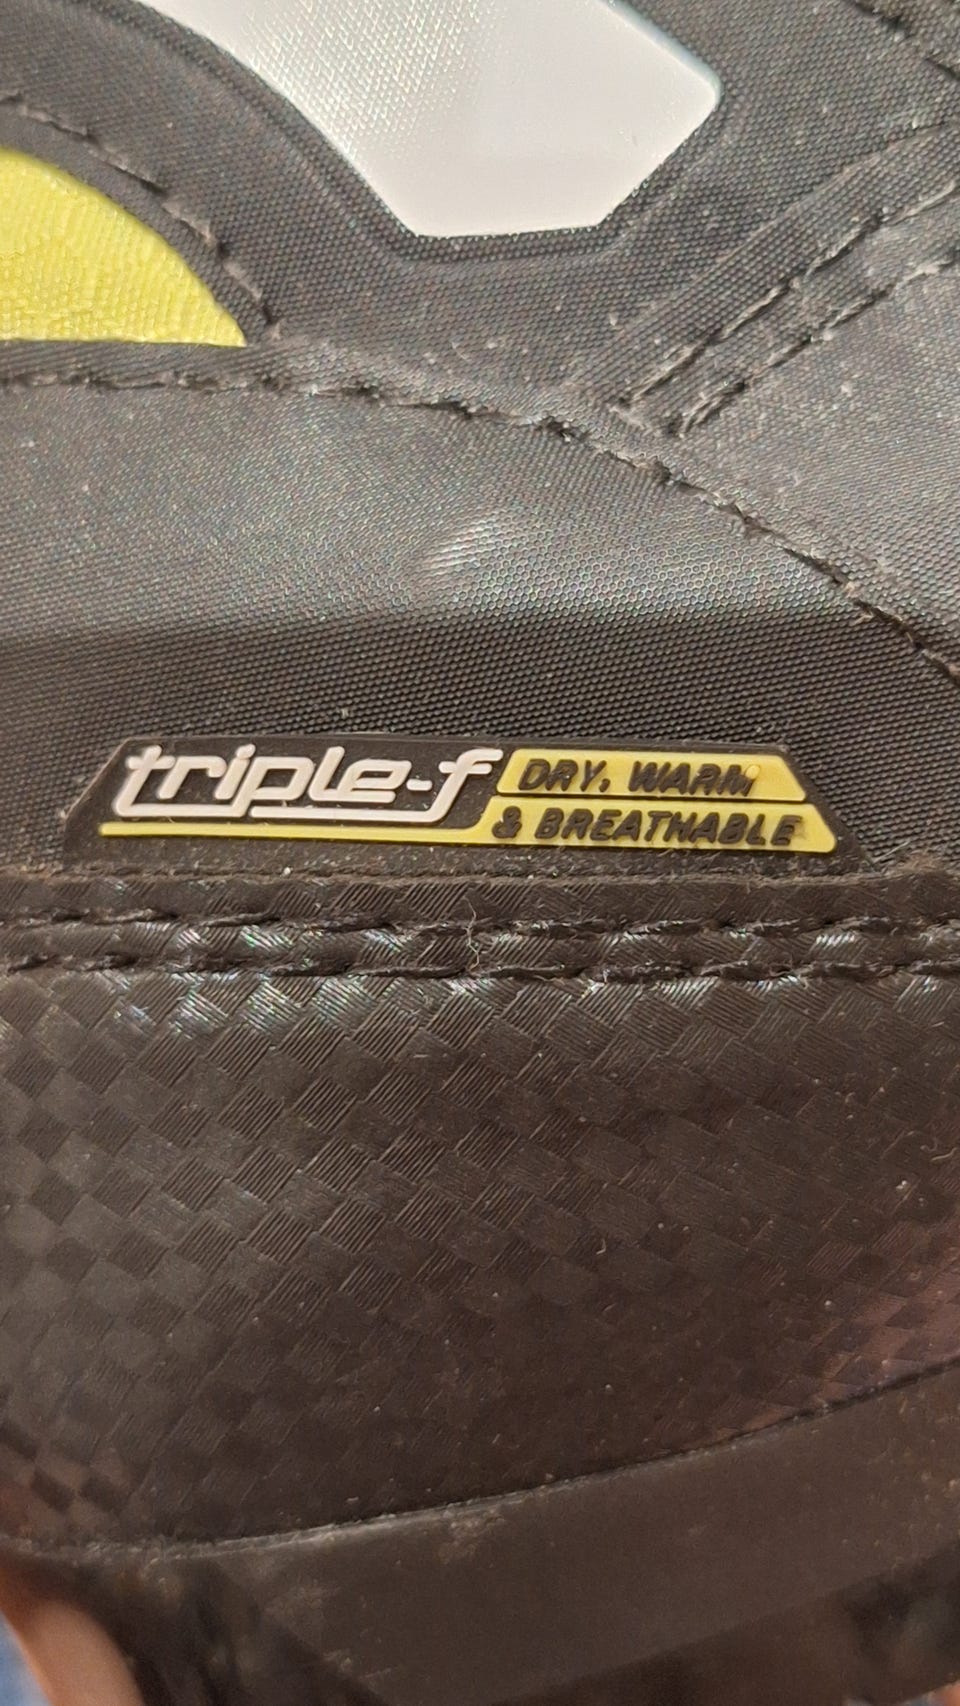 triple-f
DRY, WARM
& BREATHABLE